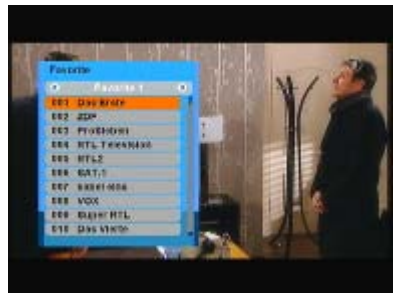 Favorite
Favorite 1
001 Das Erste
002 ZDF
003 ProSieben
004 RTL Television
005 RTL2
006 SAT.1
007 kabel eins
008 VOX
009 Super RTL
010 Das Vierte